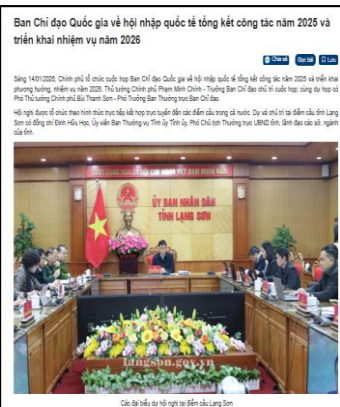 Ban Chỉ đạo Quốc gia về hội nhập quốc tế tổng kết công tác năm 2025 và
triển khai nhiệm vụ năm 2026
Chia sẻ Đọc bài Lưu
Sáng 14/01/2025, Chính phủ tổ chức cuộc họp Ban Chỉ đạo Quốc gia về hội nhập quốc tế tổng kết công tác năm 2025 và triển khai
phương hướng, nhiệm vụ năm 2026. Thủ tướng Chính phủ Phạm Minh Chính - Trưởng Ban Chỉ đạo chủ trì cuộc họp; cùng dự họp có
Phó Thủ tướng Chính phủ Bùi Thanh Sơn - Phó Trưởng Ban Thường trực Ban Chỉ đạo.
Hội nghị được tổ chức theo hình thức trực tiếp kết hợp trực tuyến đến các điểm cầu trong cả nước. Dự và chủ trì tại điểm cầu tỉnh Lạng
Sơn có đồng chí Đinh Hữu Học, Ủy viên Ban Thường vụ Tỉnh ủy, Phó Chủ tịch Thường trực UBND tỉnh, lãnh đạo các sở, ngành
của tỉnh.
ỦY BAN NHÂN DÂN
TỈNH LẠNG SƠN
langson.gov.vn
Các đại biểu dự hội nghị tại điểm cầu Lạng Sơn